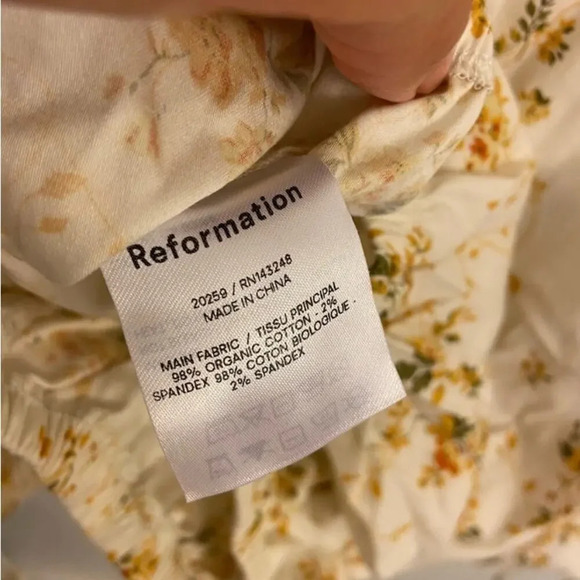 Reformation
20259 / RN143248
MADE IN CHINA
MAIN FABRIC / TISSU PRINCIPAL
98% ORGANIC COTTON - 2%
SPANDEX 98% COTON BIOLOGIQUE -
2% SPANDEX